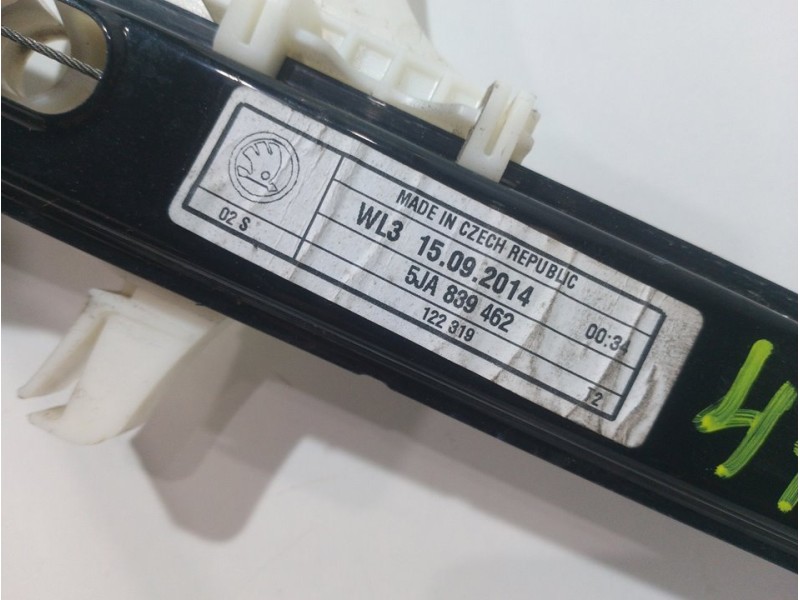 MADE IN CZECH REPUBLIC
WL3 15.09.2014
02 S
5JA 839 462 00:34
122 319
T2